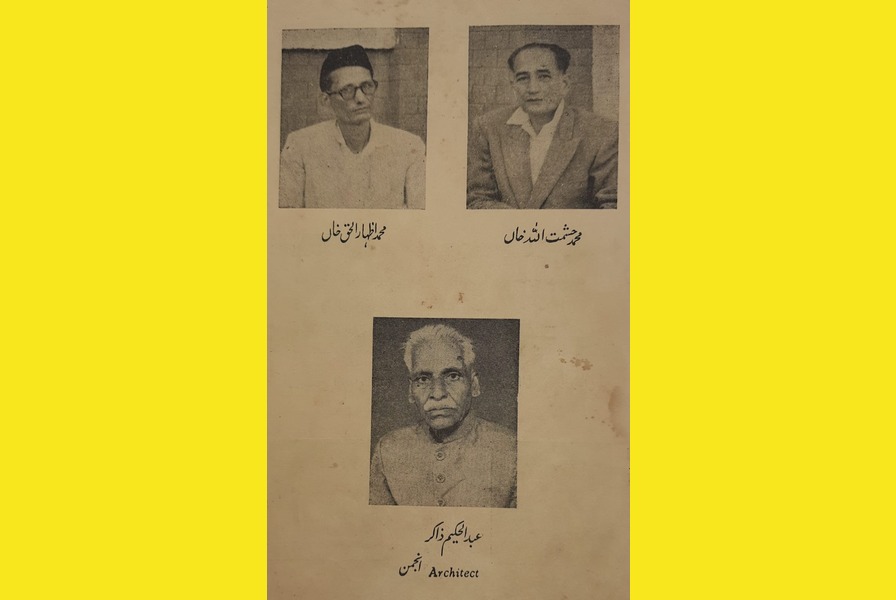 محمد اظہار الحق خاں
محمد حشمت اللہ خاں
عبدالحکیم ذاکر
Architect انجمن